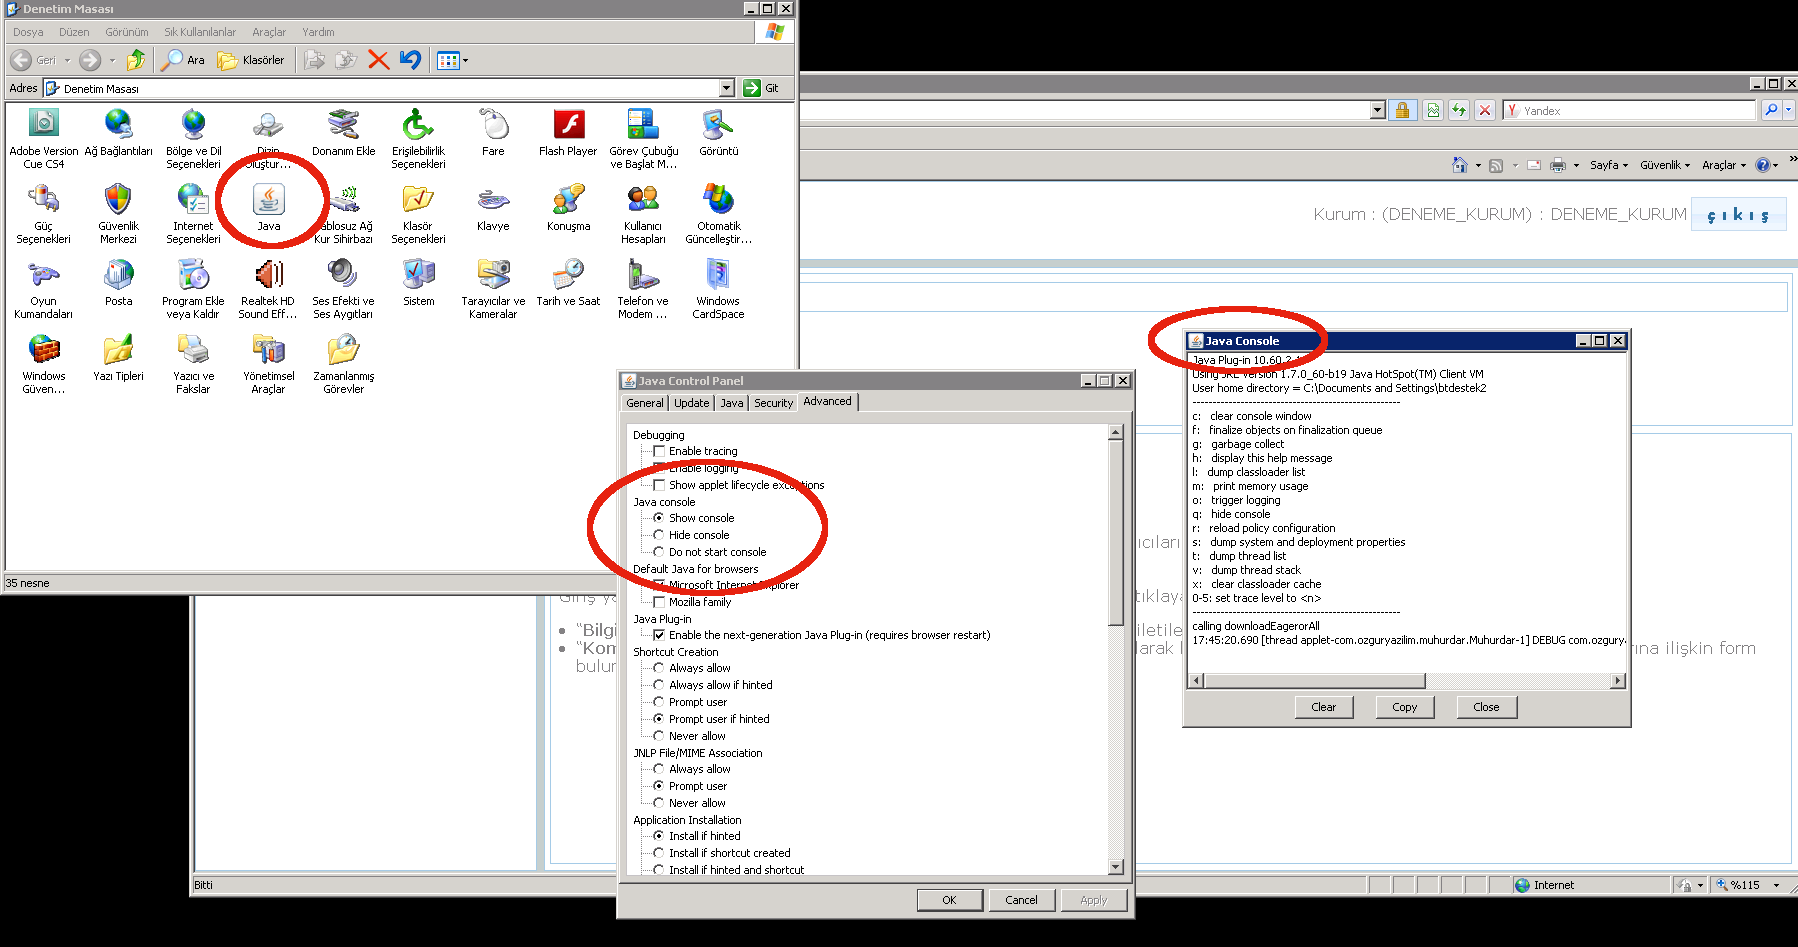 Denetim Masası
Dosya Düzen Görünüm Sık Kullanılanlar Araçlar Yardım
Geri Ara Klasörler
Adres Denetim Masası Git
Adobe Version Cue CS4
Ağ Bağlantıları
Bölge ve Dil Seçenekleri
Dizin Oluştur...
Donanım Ekle
Erişilebilirlik Seçenekleri
Fare
Flash Player
Görev Çubuğu ve Başlat M...
Görüntü
Güç Seçenekleri
Güvenlik Merkezi
Internet Seçenekleri
Java
Kur Sihirbazı
Klasör Seçenekleri
Klavye
Konuşma
Kullanıcı Hesapları
Otomatik Güncelleştir...
Oyun Kumandaları
Posta
Program Ekle veya Kaldır
Realtek HD Sound Eff...
Ses Efekti ve Ses Aygıtları
Sistem
Tarayıcılar ve Kameralar
Tarih ve Saat
Telefon ve Modem ...
Windows CardSpace
Windows Güven...
Yazı Tipleri
Yazıcı ve Fakslar
Yönetimsel Araçlar
Zamanlanmış Görevler
35 nesne
Yandex
Sayfa Güvenlik Araçlar »
Kurum : (DENEME_KURUM) : DENEME_KURUM çıkış
Java Control Panel
General Update Java Security Advanced
Debugging
Enable tracing
Enable logging
Show applet lifecycle exceptions
Java console
Show console
Hide console
Do not start console
Default Java for browsers
Microsoft Internet Explorer
Mozilla family
Java Plug-in
Enable the next-generation Java Plug-in (requires browser restart)
Shortcut Creation
Always allow
Always allow if hinted
Prompt user
Prompt user if hinted
Never allow
JNLP File/MIME Association
Always allow
Prompt user
Never allow
Application Installation
Install if hinted
Install if shortcut created
Install if hinted and shortcut
OK Cancel Apply
Java Console
Java Plug-in 10.60.2
Using JRE version 1.7.0_60-b19 Java HotSpot(TM) Client VM
User home directory = C:\Documents and Settings\btdestek2
----------------------------------------------------
c: clear console window
f: finalize objects on finalization queue
g: garbage collect
h: display this help message
l: dump classloader list
m: print memory usage
o: trigger logging
q: hide console
r: reload policy configuration
s: dump system and deployment properties
t: dump thread list
v: dump thread stack
x: clear classloader cache
0-5: set trace level to <n>
----------------------------------------------------
calling downloadEagerorAll
17:45:20.690 [thread applet-com.ozguryazilim.muhurdar.Muhurdar-1] DEBUG com.ozgurya
Clear Copy Close
• "Bilgi
• "Kom
bulur
ilişkin form
Bitti Internet %115